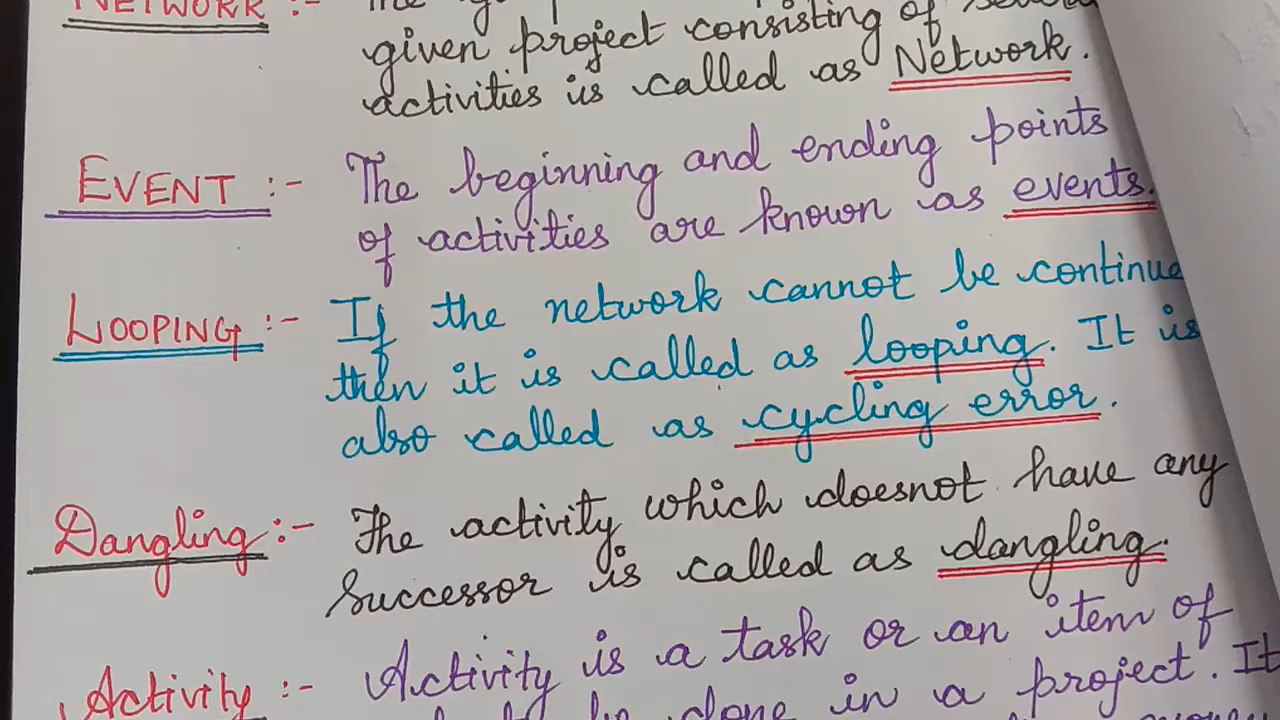 NETWORK :- The
given project consisting of
activities is called as Network.
EVENT :- The beginning and ending points
of activities are known as events.
LOOPING :- If the network cannot be continue
then it is called as looping. It is
also called as cycling error.
Dangling :- The activity which doesnot have any
Successor is called as dangling.
Activity :- Activity is a task or an item of
be done in a project. It